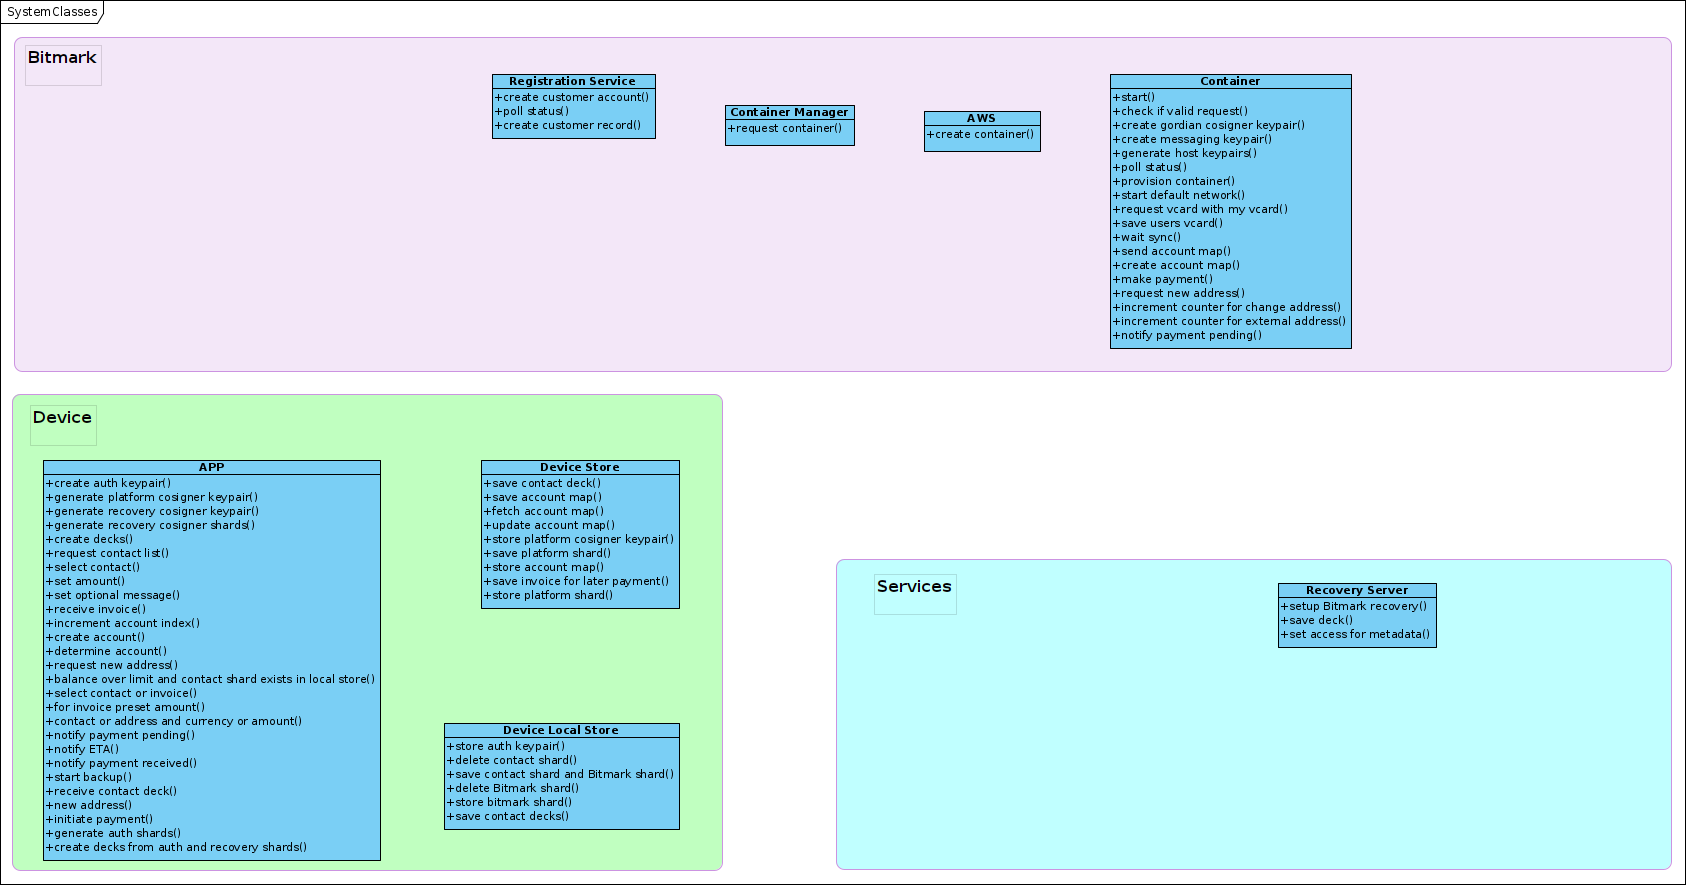 SystemClasses
Bitmark
Registration Service
+create customer account()
+poll status()
+create customer record()
Container Manager
+request container()
AWS
+create container()
Container
+start()
+check if valid request()
+create gordian cosigner keypair()
+create messaging keypair()
+generate host keypairs()
+poll status()
+provision container()
+start default network()
+request vcard with my vcard()
+save users vcard()
+wait sync()
+send account map()
+create account map()
+make payment()
+request new address()
+increment counter for change address()
+increment counter for external address()
+notify payment pending()
Device
APP
+create auth keypair()
+generate platform cosigner keypair()
+generate recovery cosigner keypair()
+generate recovery cosigner shards()
+create decks()
+request contact list()
+select contact()
+set amount()
+set optional message()
+receive invoice()
+increment account index()
+create account()
+determine account()
+request new address()
+balance over limit and contact shard exists in local store()
+select contact or invoice()
+for invoice preset amount()
+contact or address and currency or amount()
+notify payment pending()
+notify ETA()
+notify payment received()
+start backup()
+receive contact deck()
+new address()
+initiate payment()
+generate auth shards()
+create decks from auth and recovery shards()
Device Store
+save contact deck()
+save account map()
+fetch account map()
+update account map()
+store platform cosigner keypair()
+save platform shard()
+store account map()
+save invoice for later payment()
+store platform shard()
Device Local Store
+store auth keypair()
+delete contact shard()
+save contact shard and Bitmark shard()
+delete Bitmark shard()
+store bitmark shard()
+save contact decks()
Services
Recovery Server
+setup Bitmark recovery()
+save deck()
+set access for metadata()